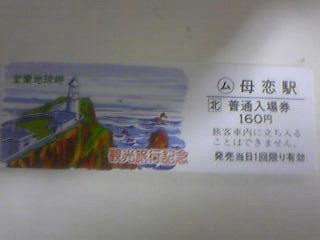 室蘭地球岬
観光旅行記念
ム 母恋駅
北 普通入場券
160円
旅客車内に立ち入る
ことはできません。
発売当日1回限り有効